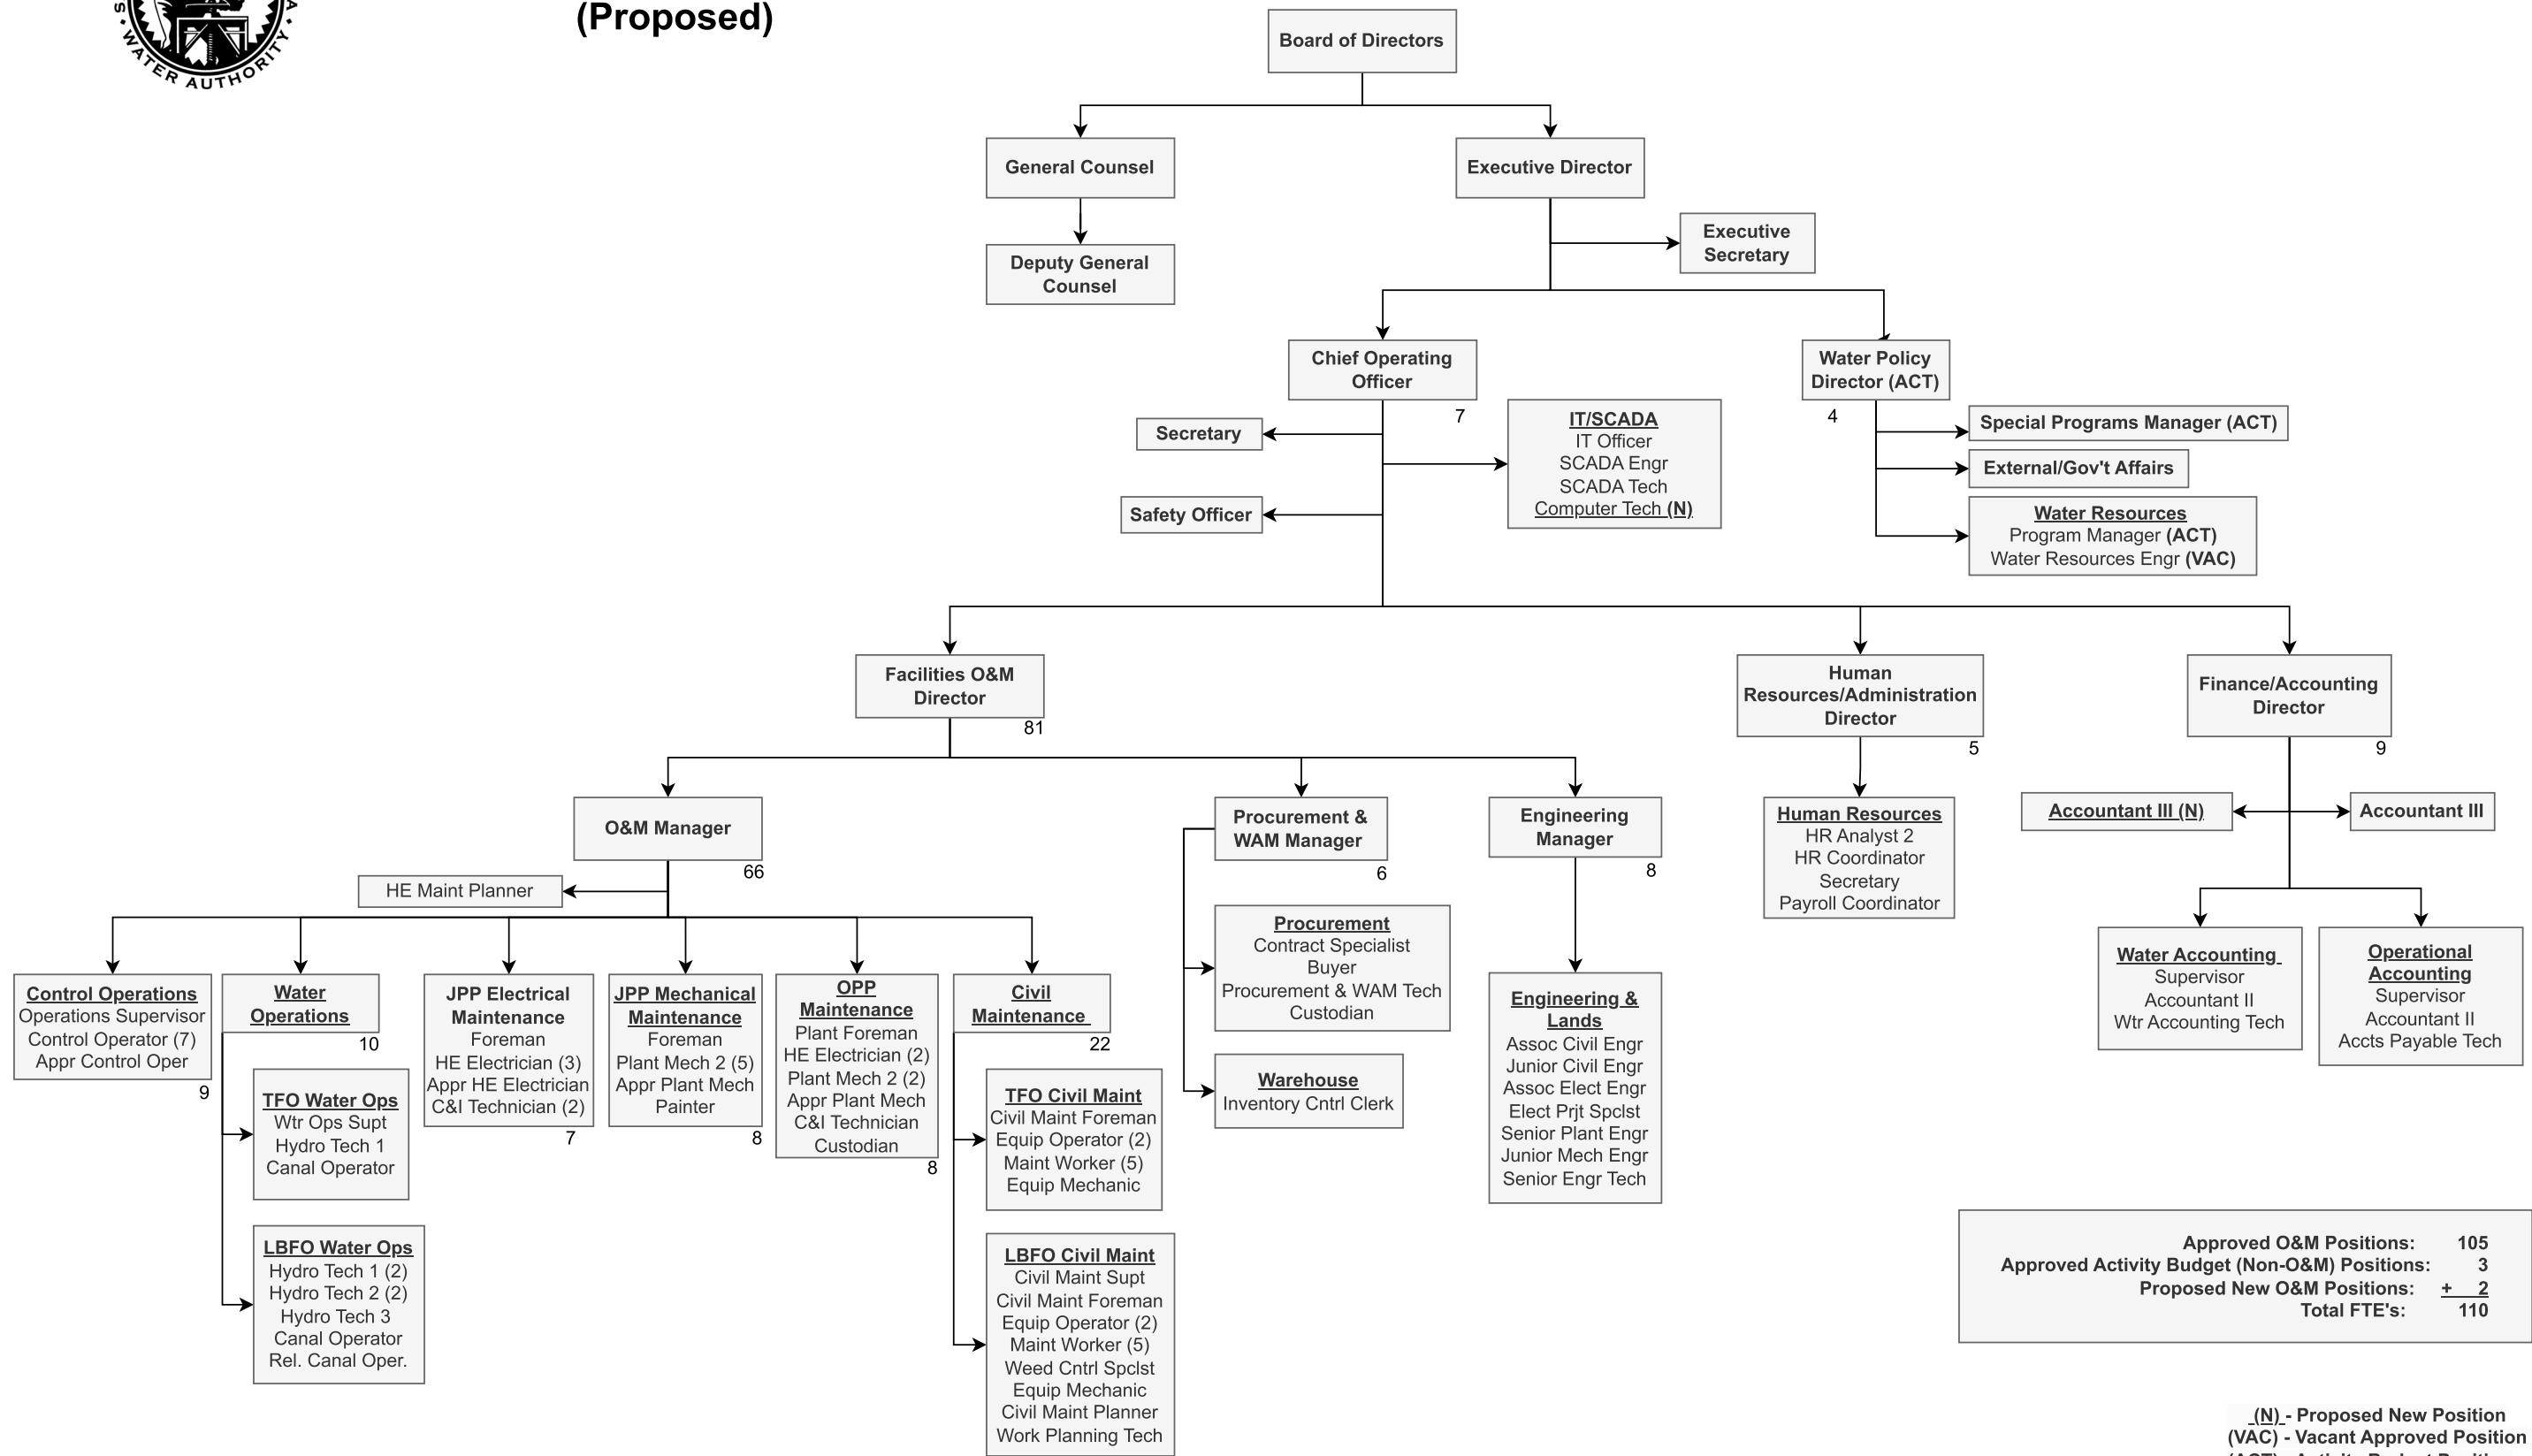 WATER AUTHORITY
(Proposed)
Board of Directors
General Counsel
Executive Director
Deputy General
Counsel
Executive
Secretary
Chief Operating
Officer
7
Water Policy
Director (ACT)
4
Secretary
Safety Officer
IT/SCADA
IT Officer
SCADA Engr
SCADA Tech
Computer Tech (N)
Special Programs Manager (ACT)
External/Gov't Affairs
Water Resources
Program Manager (ACT)
Water Resources Engr (VAC)
Facilities O&M
Director
81
Human
Resources/Administration
Director
5
Finance/Accounting
Director
9
O&M Manager
66
Procurement &
WAM Manager
6
Engineering
Manager
8
Human Resources
HR Analyst 2
HR Coordinator
Secretary
Payroll Coordinator
Accountant III (N)
Accountant III
HE Maint Planner
Control Operations
Operations Supervisor
Control Operator (7)
Appr Control Oper
9
Water
Operations
10
TFO Water Ops
Wtr Ops Supt
Hydro Tech 1
Canal Operator
LBFO Water Ops
Hydro Tech 1 (2)
Hydro Tech 2 (2)
Hydro Tech 3
Canal Operator
Rel. Canal Oper.
JPP Electrical
Maintenance
Foreman
HE Electrician (3)
Appr HE Electrician
C&I Technician (2)
7
JPP Mechanical
Maintenance
Foreman
Plant Mech 2 (5)
Appr Plant Mech
Painter
8
OPP
Maintenance
Plant Foreman
HE Electrician (2)
Plant Mech 2 (2)
Appr Plant Mech
C&I Technician
Custodian
8
Civil
Maintenance
22
TFO Civil Maint
Civil Maint Foreman
Equip Operator (2)
Maint Worker (5)
Equip Mechanic
LBFO Civil Maint
Civil Maint Supt
Civil Maint Foreman
Equip Operator (2)
Maint Worker (5)
Weed Cntrl Spclst
Equip Mechanic
Civil Maint Planner
Work Planning Tech
Procurement
Contract Specialist
Buyer
Procurement & WAM Tech
Custodian
Warehouse
Inventory Cntrl Clerk
Engineering &
Lands
Assoc Civil Engr
Junior Civil Engr
Assoc Elect Engr
Elect Prjt Spclst
Senior Plant Engr
Junior Mech Engr
Senior Engr Tech
Water Accounting
Supervisor
Accountant II
Wtr Accounting Tech
Operational
Accounting
Supervisor
Accountant II
Accts Payable Tech
Approved O&M Positions: 105
Approved Activity Budget (Non-O&M) Positions: 3
Proposed New O&M Positions: + 2
Total FTE's: 110
(N) - Proposed New Position
(VAC) - Vacant Approved Position